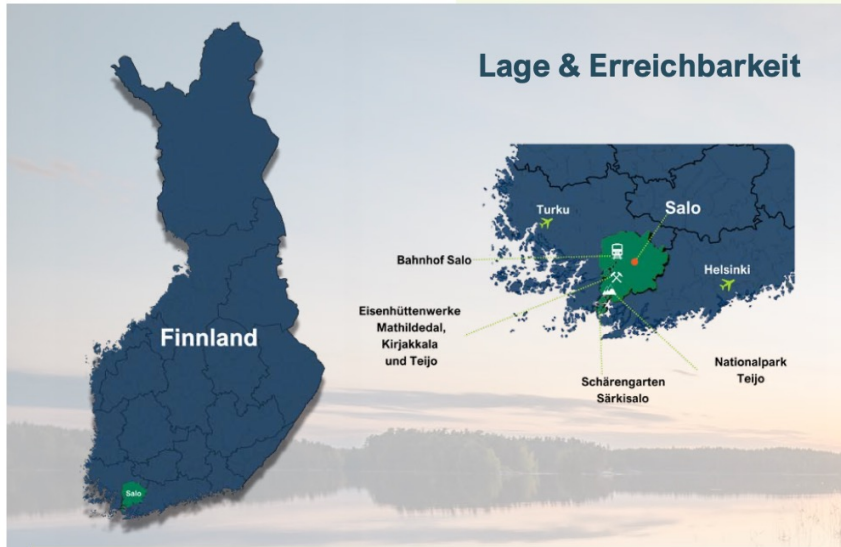 Lage & Erreichbarkeit
Finnland
Salo
Turku
Salo
Helsinki
Bahnhof Salo
Eisenhüttenwerke
Mathildedal,
Kirjakkala
und Teijo
Schärengarten
Särkisalo
Nationalpark
Teijo